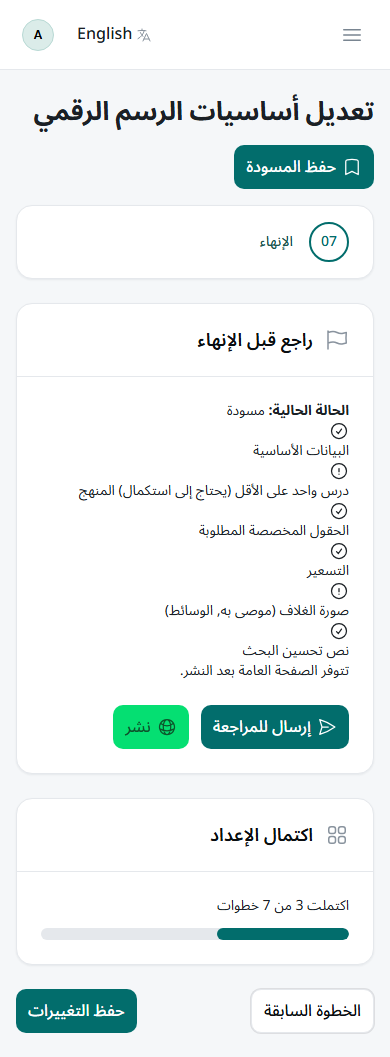 A
English
تعديل أساسيات الرسم الرقمي
حفظ المسودة
07
الإنهاء
راجع قبل الإنهاء
الحالة الحالية: مسودة
البيانات الأساسية
درس واحد على الأقل (يحتاج إلى استكمال) المنهج
الحقول المخصصة المطلوبة
التسعير
صورة الغلاف (موصى به, الوسائط)
نص تحسين البحث
تتوفر الصفحة العامة بعد النشر.
إرسال للمراجعة
نشر
اكتمال الإعداد
اكتملت 3 من 7 خطوات
الخطوة السابقة
حفظ التغييرات